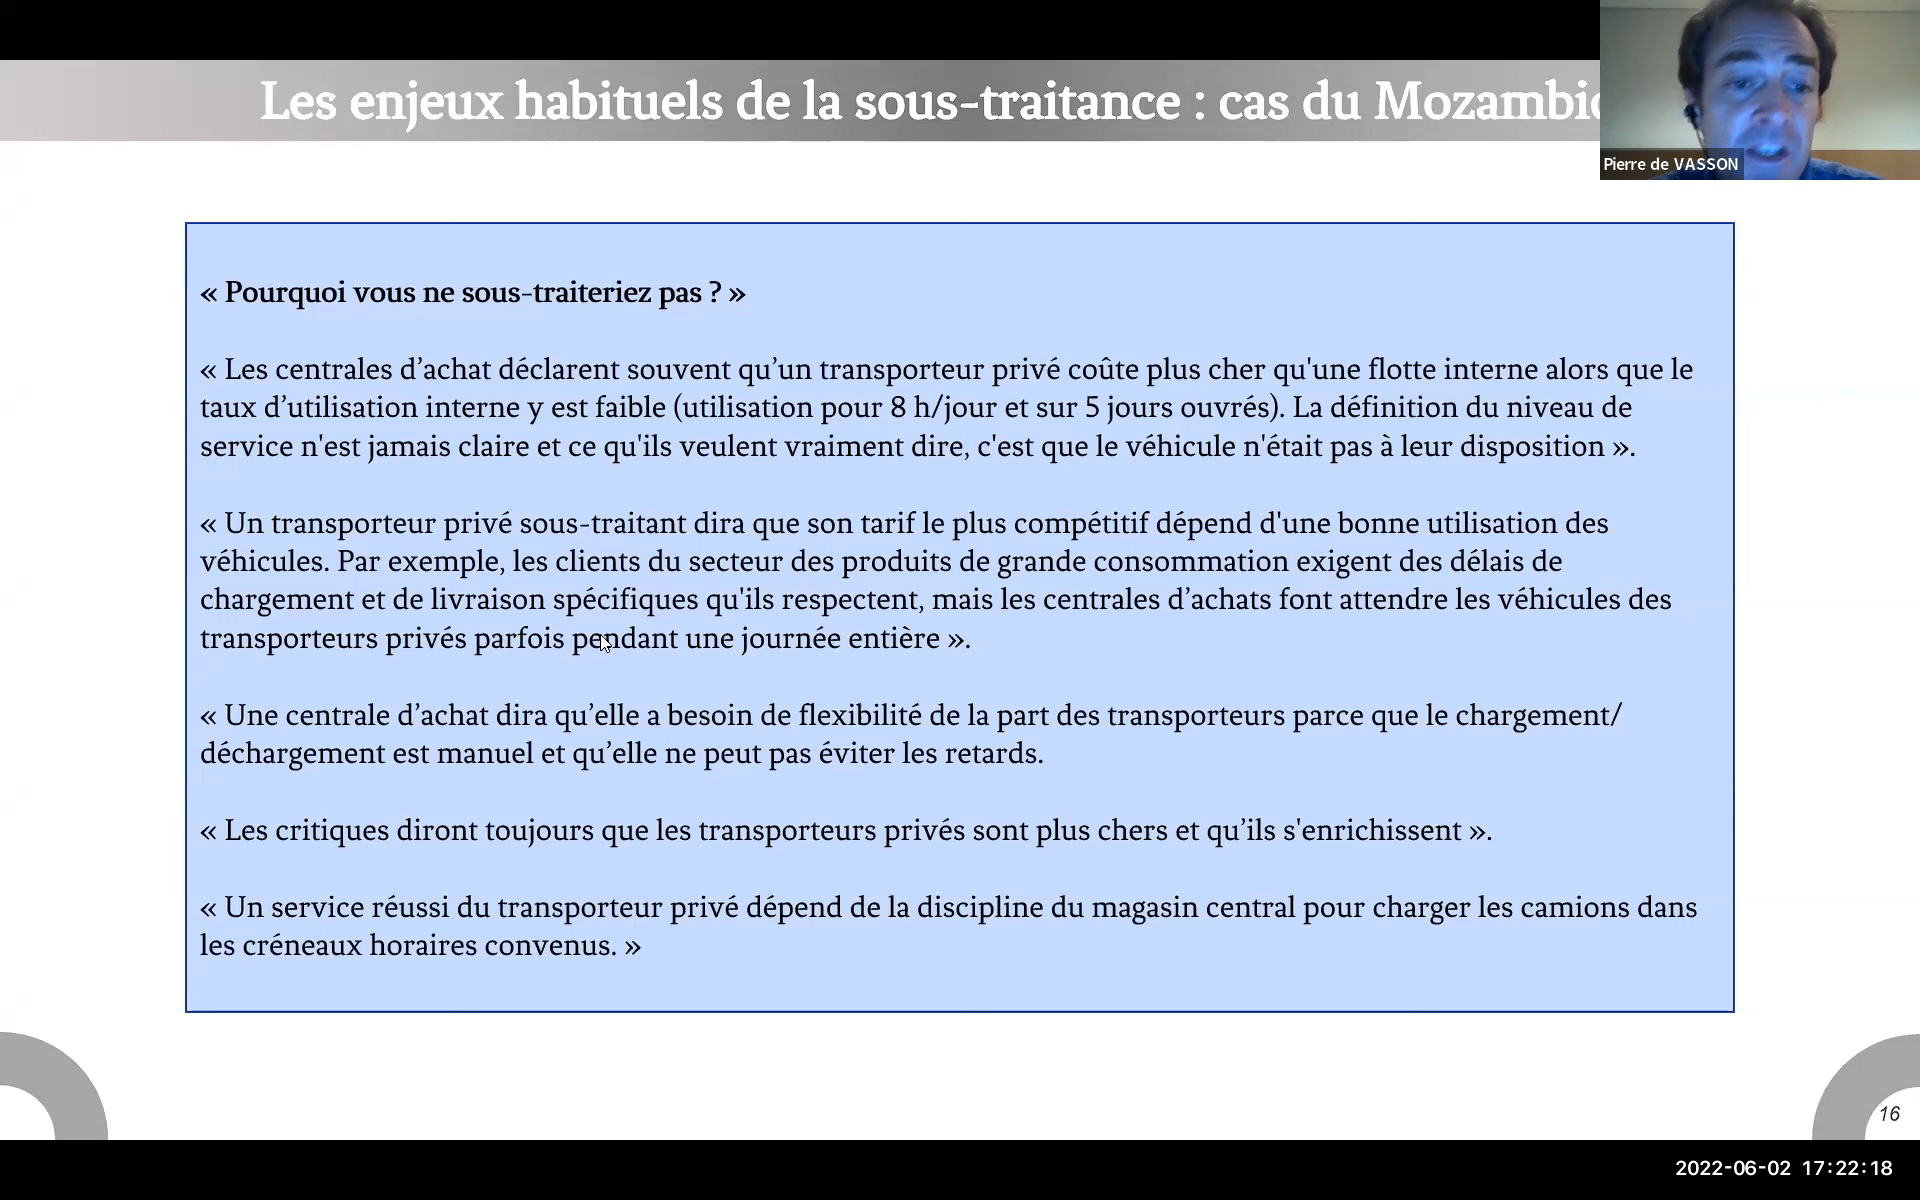 Les enjeux habituels de la sous-traitance : cas du
Pierre de VASSON
« Pourquoi vous ne sous-traiteriez pas ? »
« Les centrales d’achat déclarent souvent qu’un transporteur privé coûte plus cher qu'une flotte interne alors que le
taux d’utilisation interne y est faible (utilisation pour 8 h/jour et sur 5 jours ouvrés). La définition du niveau de
service n'est jamais claire et ce qu'ils veulent vraiment dire, c'est que le véhicule n'était pas à leur disposition ».
« Un transporteur privé sous-traitant dira que son tarif le plus compétitif dépend d'une bonne utilisation des
véhicules. Par exemple, les clients du secteur des produits de grande consommation exigent des délais de
chargement et de livraison spécifiques qu'ils respectent, mais les centrales d’achats font attendre les véhicules des
transporteurs privés parfois pendant une journée entière ».
« Une centrale d’achat dira qu’elle a besoin de flexibilité de la part des transporteurs parce que le chargement/
déchargement est manuel et qu’elle ne peut pas éviter les retards.
« Les critiques diront toujours que les transporteurs privés sont plus chers et qu’ils s'enrichissent ».
« Un service réussi du transporteur privé dépend de la discipline du magasin central pour charger les camions dans
les créneaux horaires convenus. »
16
2022-06-02 17:22:18